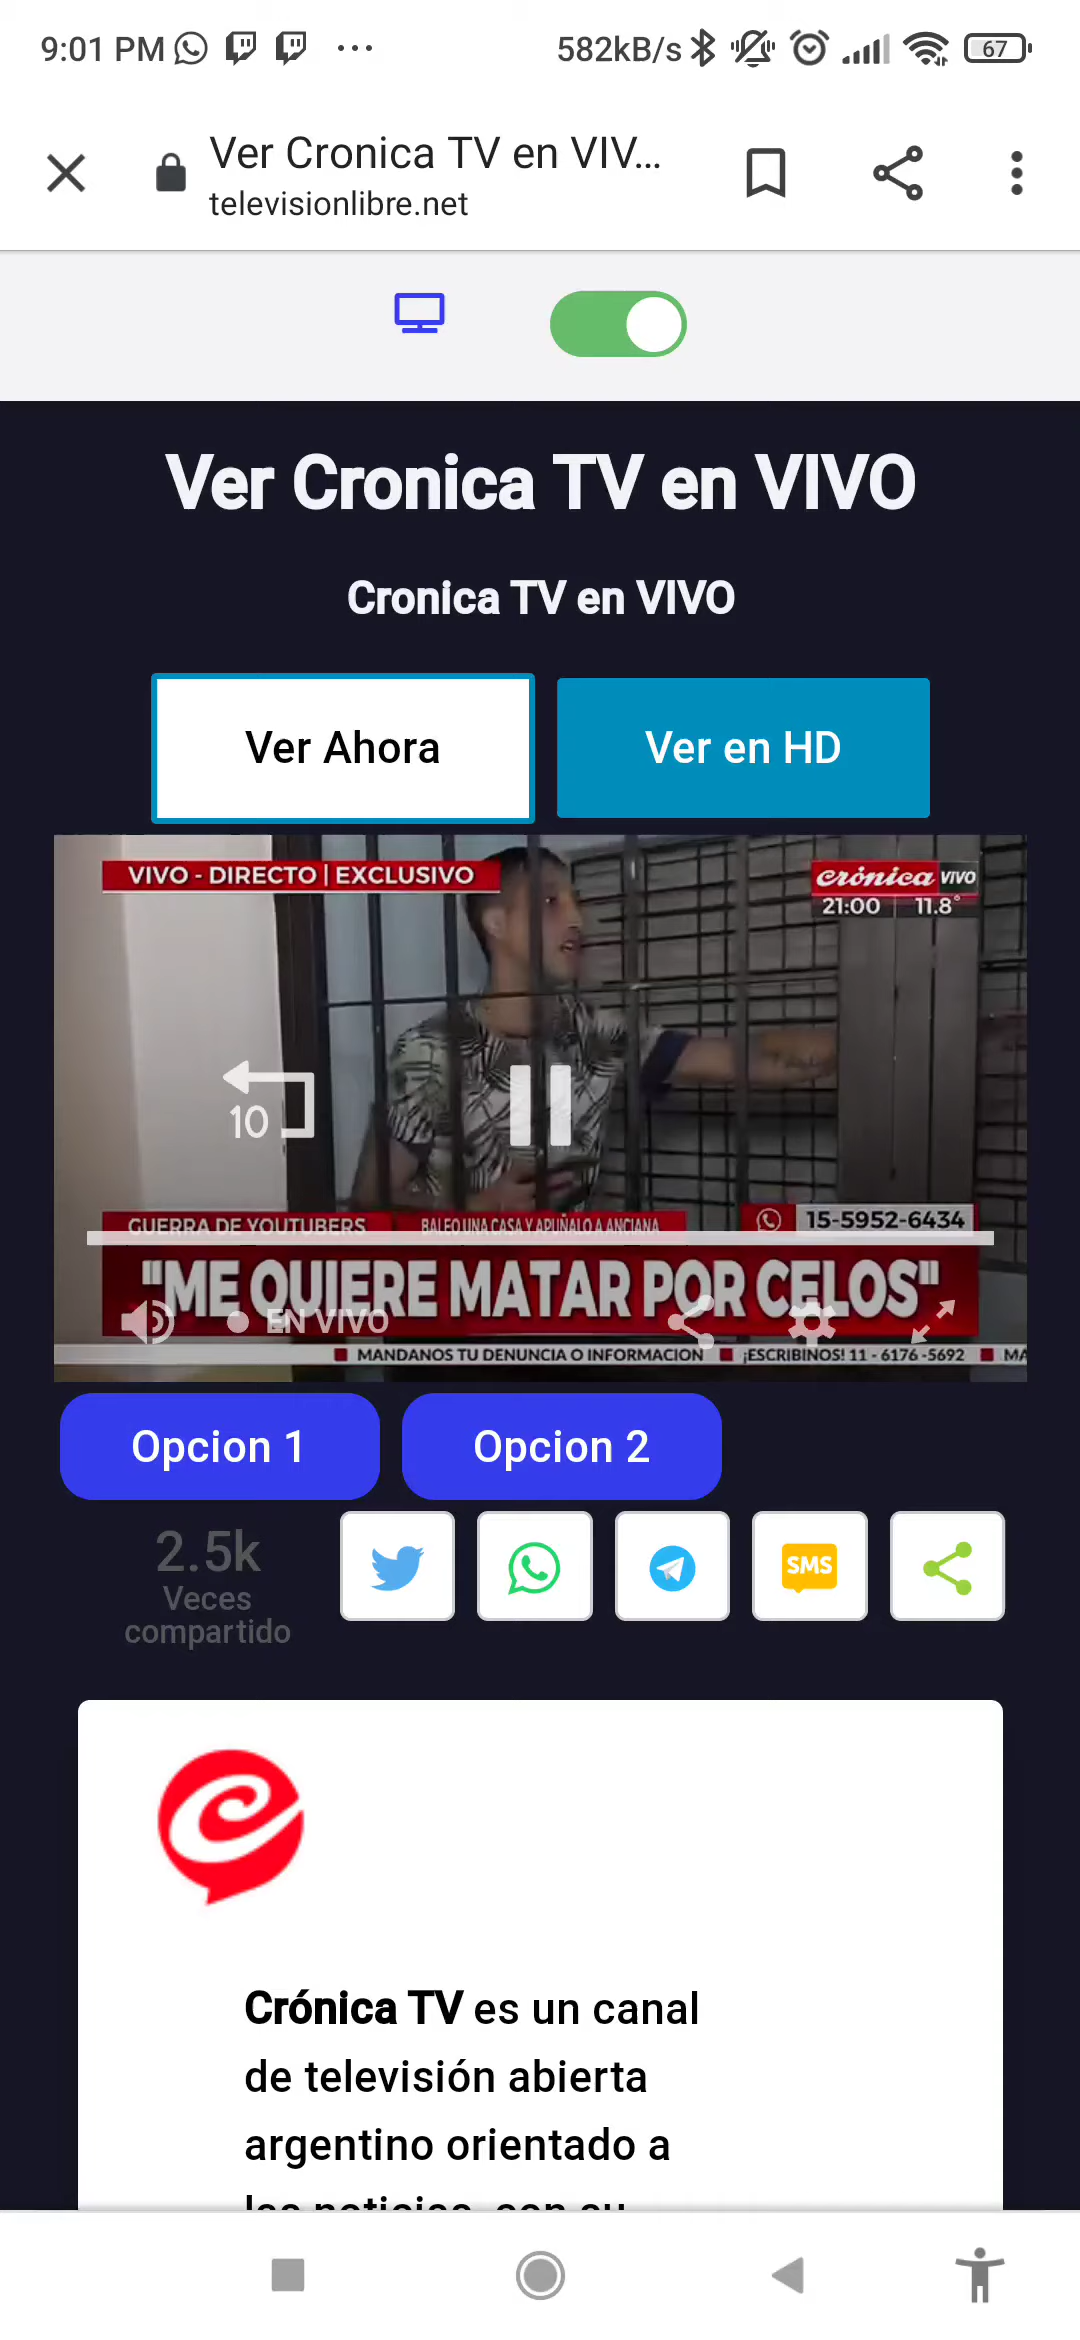 9:01 PM
582kB/s
67
Ver Cronica TV en VIV...
televisionlibre.net
Ver Cronica TV en VIVO
Cronica TV en VIVO
Ver Ahora
Ver en HD
VIVO - DIRECTO | EXCLUSIVO
crónica VIVO
21:00 11.8°
10
GUERRA DE YOUTUBERS
BALEO UNA CASA Y APUÑALO A ANCIANA
15-5952-6434
"ME QUIERE MATAR POR CELOS"
EN VIVO
MANDANOS TU DENUNCIA O INFORMACION ¡ESCRIBINOS! 11 - 6176 -5692
Opcion 1
Opcion 2
2.5k
Veces
compartido
SMS
Crónica TV es un canal
de televisión abierta
argentino orientado a
las noticias, con su